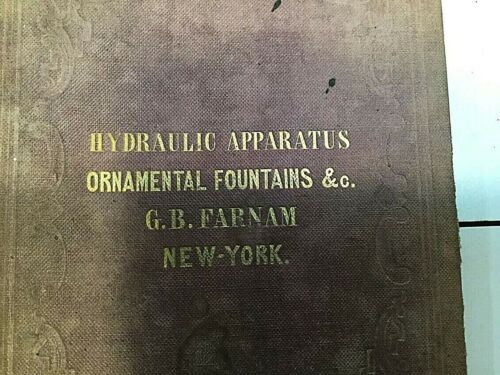 HYDRAULIC APPARATUS
ORNAMENTAL FOUNTAINS &c.
G.B. FARNAM
NEW-YORK.